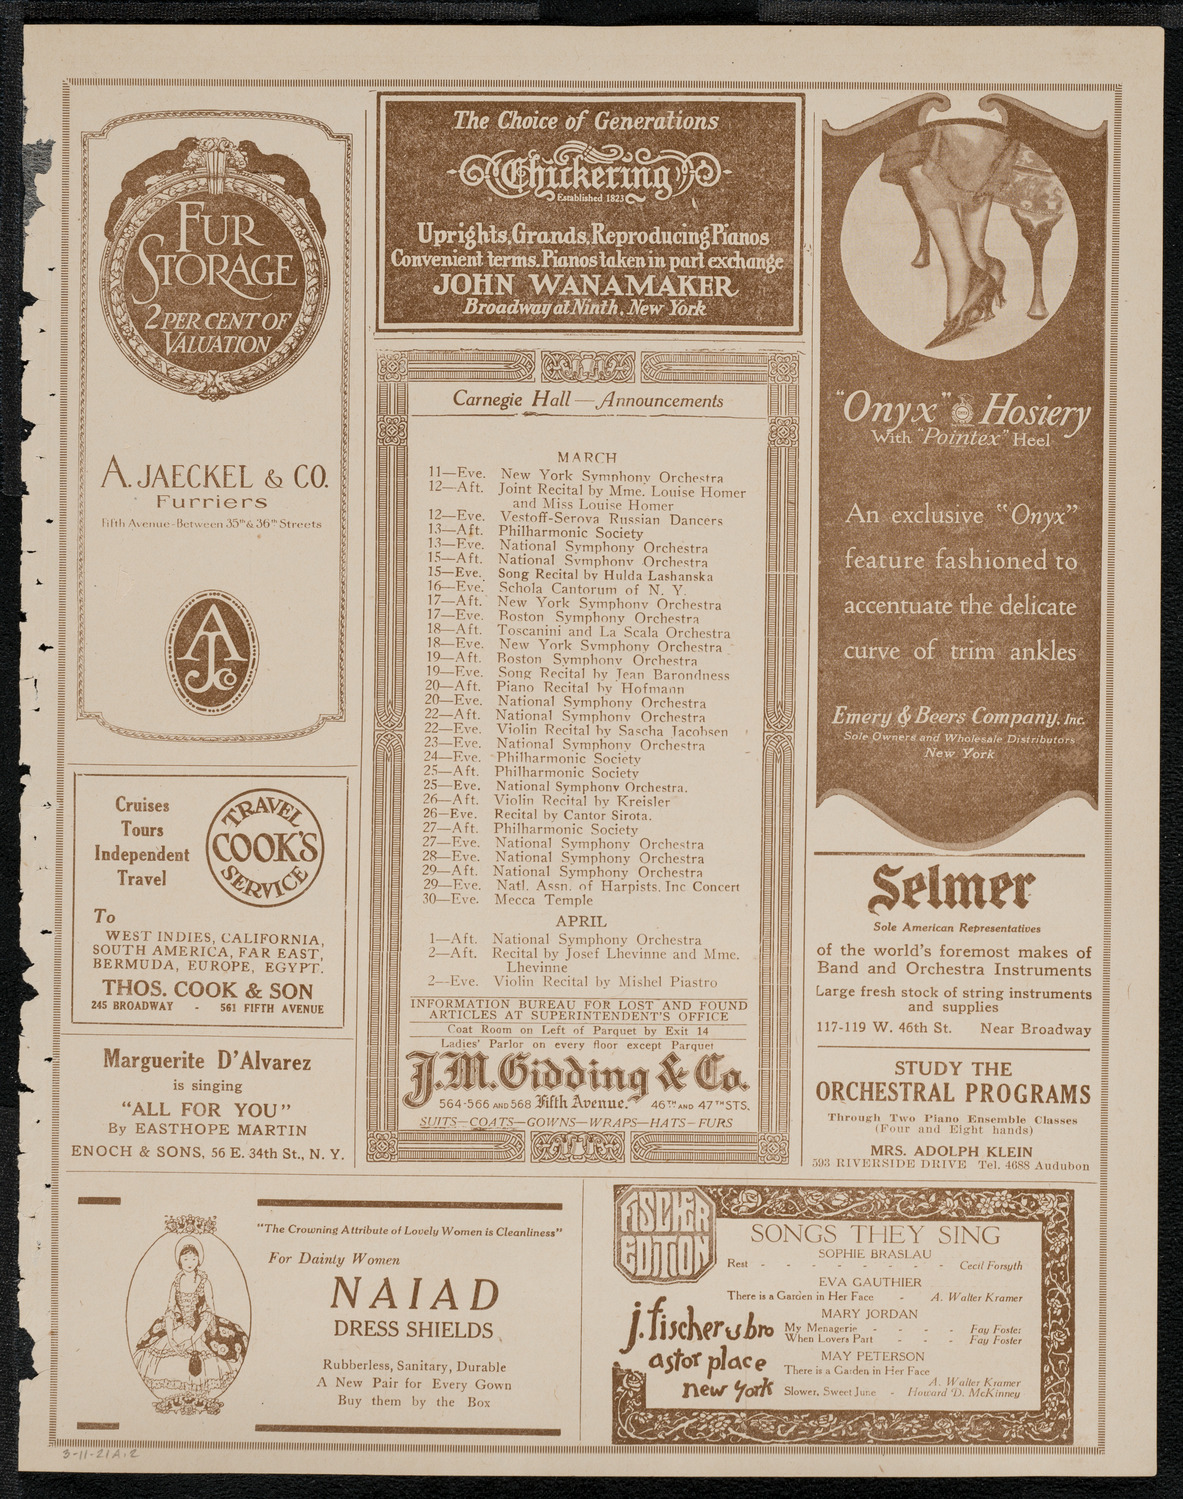 FUR
STORAGE
2 PER CENT OF
VALUATION
A. JAECKEL & CO.
Furriers
Fifth Avenue-Between 35th & 36th Streets
AJCo
The Choice of Generations
Chickering
Established 1823
Uprights, Grands, Reproducing Pianos
Convenient terms. Pianos taken in part exchange
JOHN WANAMAKER
Broadway at Ninth, New York
Carnegie Hall—Announcements
MARCH
11—Eve. New York Symphony Orchestra
12—Aft. Joint Recital by Mme. Louise Homer
and Miss Louise Homer
12—Eve. Vestoff-Serova Russian Dancers
13—Aft. Philharmonic Society
13—Eve. National Symphony Orchestra
15—Aft. National Symphony Orchestra
15—Eve. Song Recital by Hulda Lashanska
16—Eve. Schola Cantorum of N. Y.
17—Aft. New York Symphony Orchestra
17—Eve. Boston Symphony Orchestra
18—Aft. Toscanini and La Scala Orchestra
18—Eve. New York Symphony Orchestra
19—Aft. Boston Symphony Orchestra
19—Eve. Song Recital by Jean Barondness
20—Aft. Piano Recital by Hofmann
20—Eve. National Symphony Orchestra
22—Aft. National Symphony Orchestra
22—Eve. Violin Recital by Sascha Jacobsen
23—Eve. National Symphony Orchestra
24—Eve. Philharmonic Society
25—Aft. Philharmonic Society
25—Eve. National Symphony Orchestra.
26—Aft. Violin Recital by Kreisler
26—Eve. Recital by Cantor Sirota.
27—Aft. Philharmonic Society
27—Eve. National Symphony Orchestra
28—Eve. National Symphony Orchestra
29—Aft. National Symphony Orchestra
29—Eve. Natl. Assn. of Harpists, Inc Concert
30—Eve. Mecca Temple
APRIL
1—Aft. National Symphony Orchestra
2—Aft. Recital by Josef Lhevinne and Mme.
Lhevinne
2—Eve. Violin Recital by Mishel Piastro
INFORMATION BUREAU FOR LOST AND FOUND
ARTICLES AT SUPERINTENDENT'S OFFICE
Coat Room on Left of Parquet by Exit 14
Ladies' Parlor on every floor except Parquet
J.M. Gidding & Co.
564-566 AND 568 Fifth Avenue. 46TH AND 47TH STS.
SUITS—COATS—GOWNS—WRAPS—HATS—FURS
"Onyx" Hosiery
With "Pointex" Heel
An exclusive "Onyx"
feature fashioned to
accentuate the delicate
curve of trim ankles
Emery & Beers Company, Inc.
Sole Owners and Wholesale Distributors
New York
Cruises
Tours
Independent
Travel
TRAVEL
COOK'S
SERVICE
To
WEST INDIES, CALIFORNIA,
SOUTH AMERICA, FAR EAST,
BERMUDA, EUROPE, EGYPT.
THOS. COOK & SON
245 BROADWAY - 561 FIFTH AVENUE
Marguerite D'Alvarez
is singing
"ALL FOR YOU"
By EASTHOPE MARTIN
ENOCH & SONS, 56 E. 34th St., N. Y.
Selmer
Sole American Representatives
of the world's foremost makes of
Band and Orchestra Instruments
Large fresh stock of string instruments
and supplies
117-119 W. 46th St. Near Broadway
STUDY THE
ORCHESTRAL PROGRAMS
Through Two Piano Ensemble Classes
(Four and Eight hands)
MRS. ADOLPH KLEIN
593 RIVERSIDE DRIVE Tel. 4688 Audubon
"The Crowning Attribute of Lovely Women is Cleanliness"
For Dainty Women
NAIAD
DRESS SHIELDS
Rubberless, Sanitary, Durable
A New Pair for Every Gown
Buy them by the Box
FISCHER
EDITION
j. fischer & bro
astor place
new york
SONGS THEY SING
SOPHIE BRASLAU
Rest - - - - - - - - Cecil Forsyth
EVA GAUTHIER
There is a Garden in Her Face - A. Walter Kramer
MARY JORDAN
My Menagerie - - - - Fay Foster
When Lovers Part - - - Fay Foster
MAY PETERSON
There is a Garden in Her Face
A. Walter Kramer
Slower, Sweet June - Howard D. McKinney
3-11-21A.2